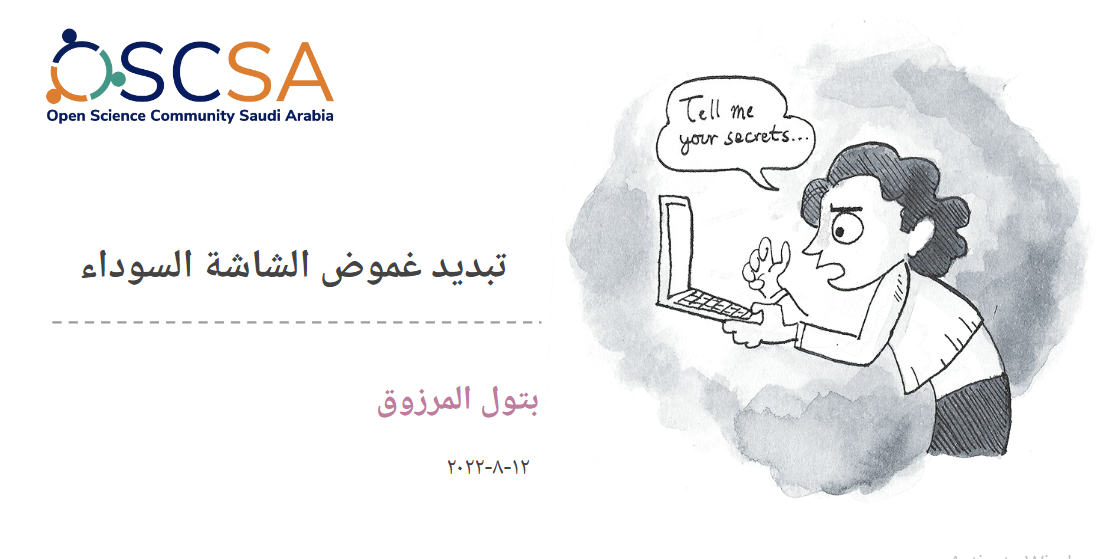 OSCSA
Open Science Community Saudi Arabia
Tell me
your secrets...
تبديد غموض الشاشة السوداء
بتول المرزوق
١٢-٨-٢٠٢٢